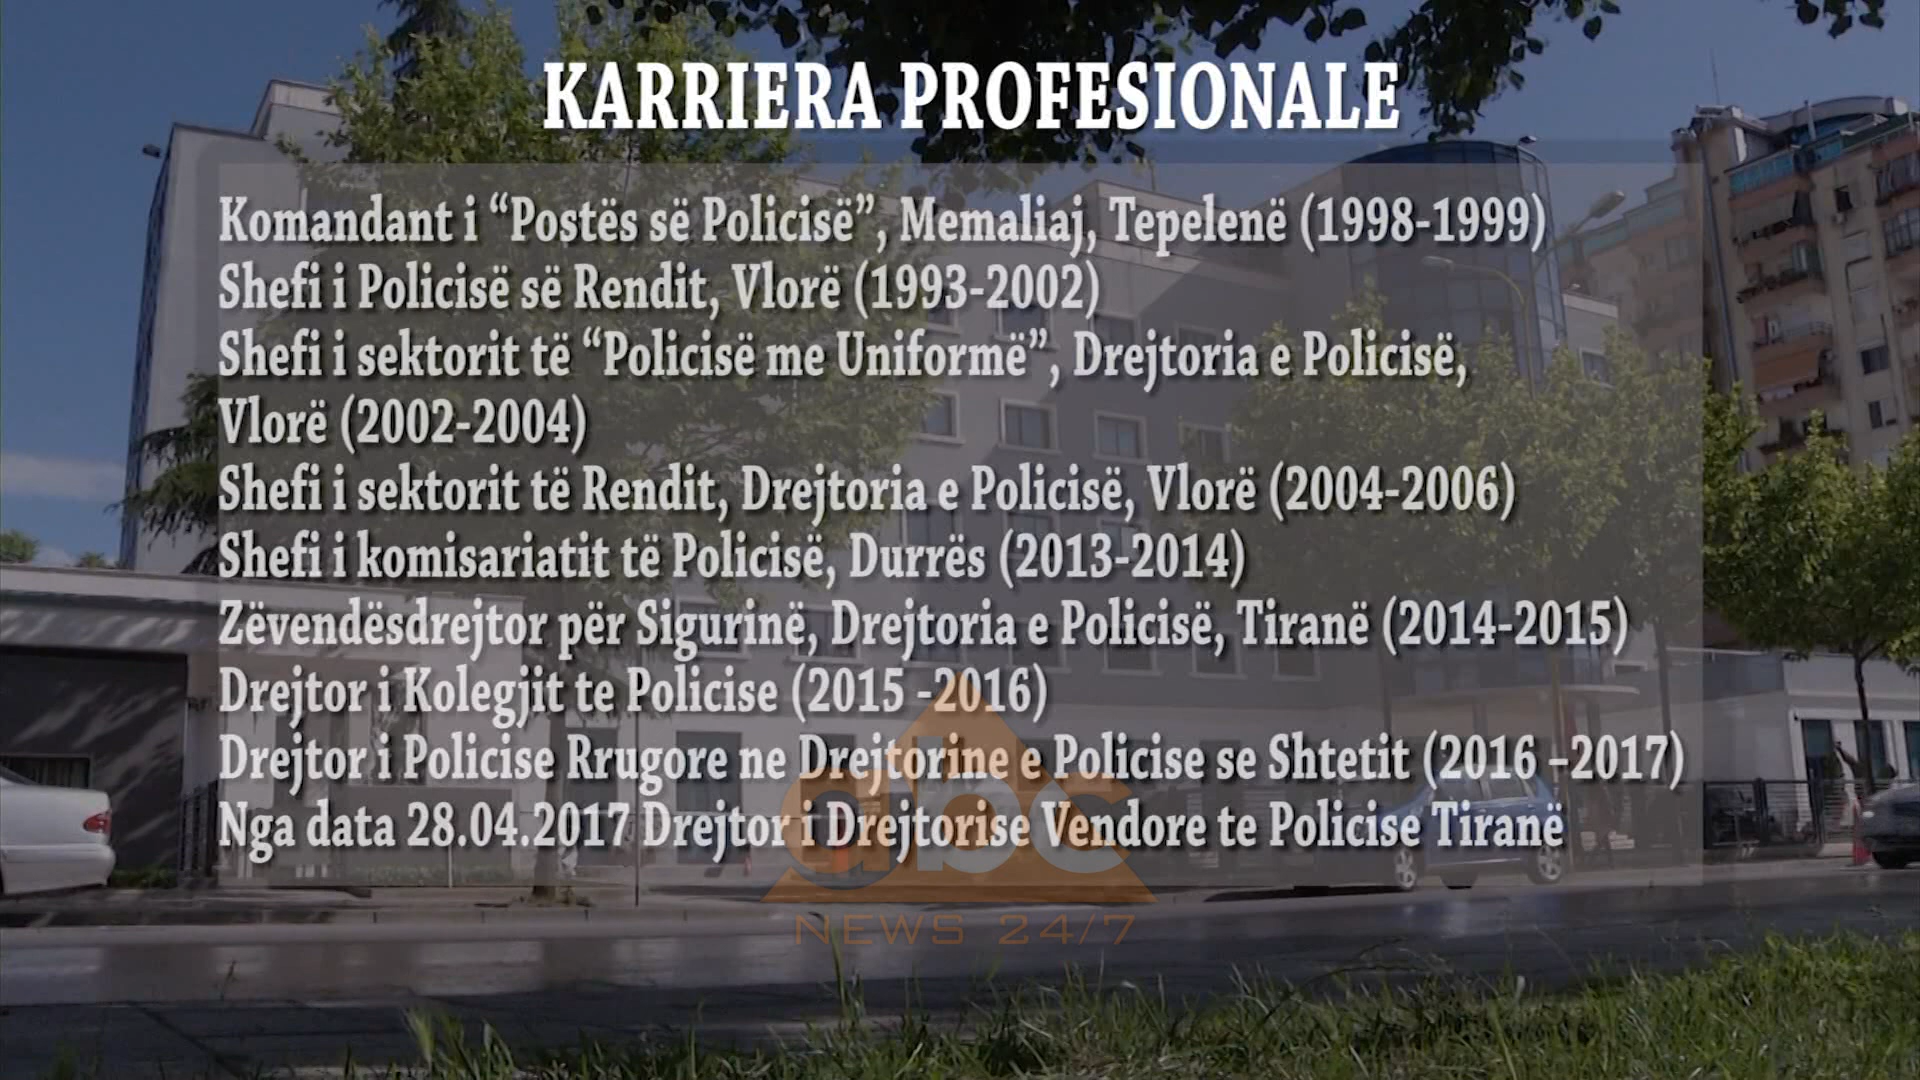 KARRIERA PROFESIONALE
Komandant i “Postës së Policisë”, Memaliaj, Tepelenë (1998-1999)
Shefi i Policisë së Rendit, Vlorë (1993-2002)
Shefi i sektorit të “Policisë me Uniformë”, Drejtoria e Policisë,
Vlorë (2002-2004)
Shefi i sektorit të Rendit, Drejtoria e Policisë, Vlorë (2004-2006)
Shefi i komisariatit të Policisë, Durrës (2013-2014)
Zëvendësdrejtor për Sigurinë, Drejtoria e Policisë, Tiranë (2014-2015)
Drejtor i Kolegjit te Policise (2015 -2016)
Drejtor i Policise Rrugore ne Drejtorine e Policise se Shtetit (2016 –2017)
Nga data 28.04.2017 Drejtor i Drejtorise Vendore te Policise Tiranë
abc
NEWS 24/7